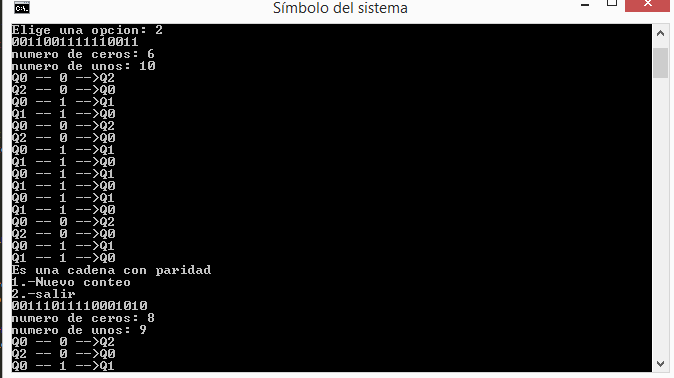 Símbolo del sistema
Elige una opcion: 2
0011001111110011
numero de ceros: 6
numero de unos: 10
Q0 -- 0 -->Q2
Q2 -- 0 -->Q0
Q0 -- 1 -->Q1
Q1 -- 1 -->Q0
Q0 -- 0 -->Q2
Q2 -- 0 -->Q0
Q0 -- 1 -->Q1
Q1 -- 1 -->Q0
Q0 -- 1 -->Q1
Q1 -- 1 -->Q0
Q0 -- 1 -->Q1
Q1 -- 1 -->Q0
Q0 -- 0 -->Q2
Q2 -- 0 -->Q0
Q0 -- 1 -->Q1
Q1 -- 1 -->Q0
Es una cadena con paridad
1.-Nuevo conteo
2.-salir
00111011110001010
numero de ceros: 8
numero de unos: 9
Q0 -- 0 -->Q2
Q2 -- 0 -->Q0
Q0 -- 1 -->Q1